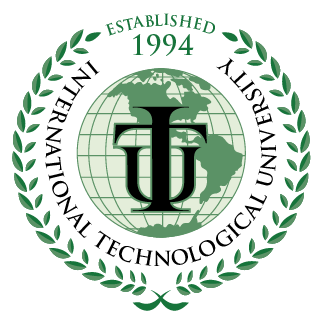 ESTABLISHED
1994
INTERNATIONAL TECHNOLOGICAL UNIVERSITY
ITU